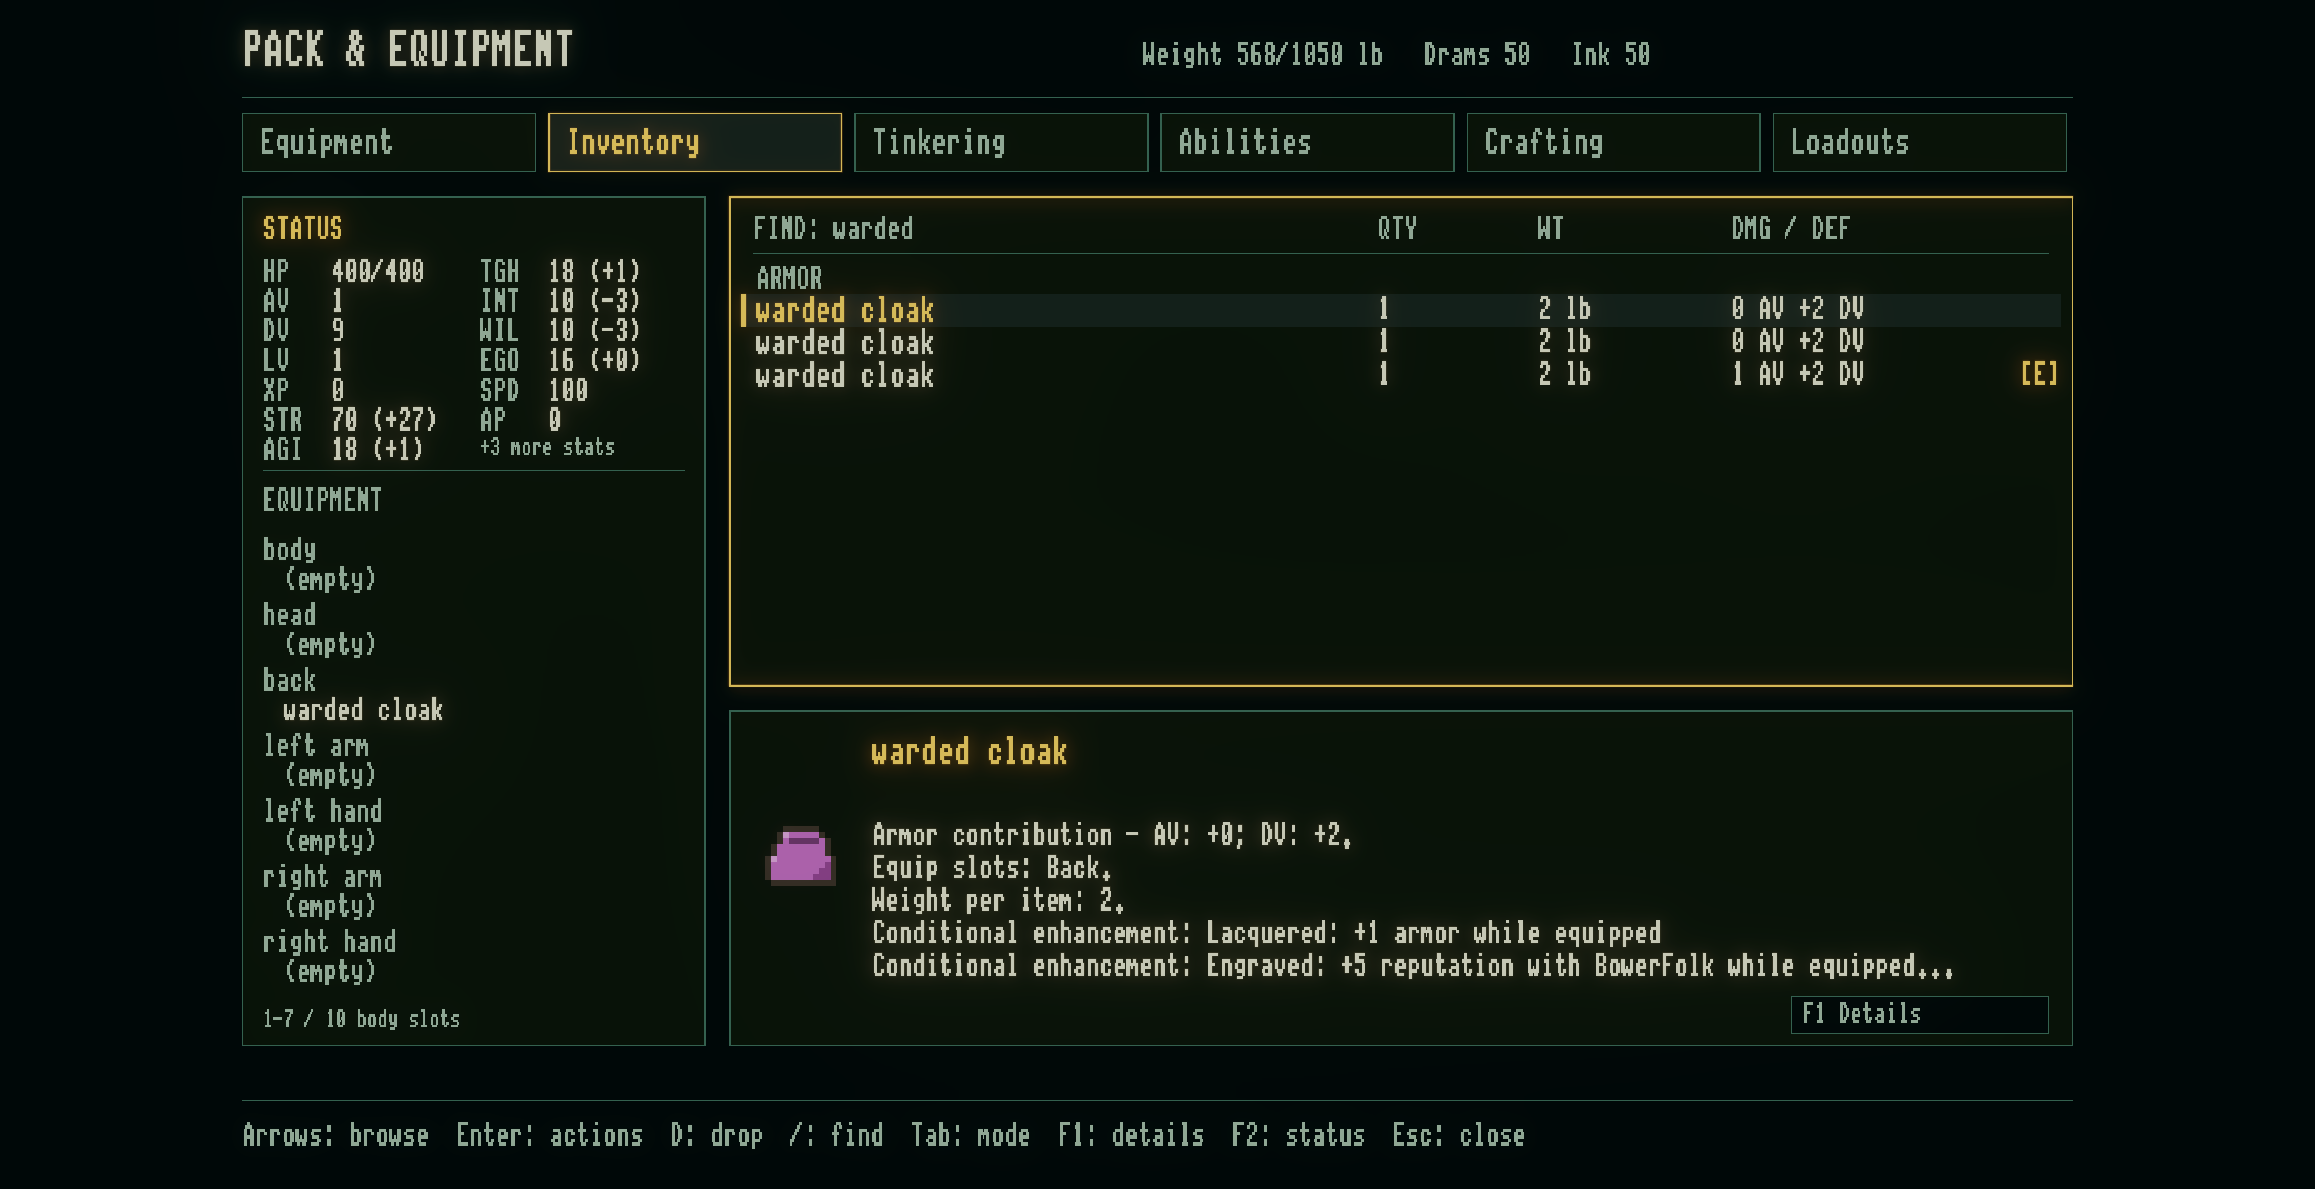 PACK & EQUIPMENT
Weight 568/1050 lb Drams 50 Ink 50
Equipment Inventory Tinkering Abilities Crafting Loadouts
STATUS
HP 400/400 TGH 18 (+1)
AV 1 INT 10 (-3)
DV 9 WIL 10 (-3)
LV 1 EGO 16 (+0)
XP 0 SPD 100
STR 70 (+27) AP 0
AGI 18 (+1) +3 more stats
EQUIPMENT
body
(empty)
head
(empty)
back
warded cloak
left arm
(empty)
left hand
(empty)
right arm
(empty)
right hand
(empty)
1-7 / 10 body slots
FIND: warded QTY WT DMG / DEF
ARMOR
warded cloak 1 2 lb 0 AV +2 DV
warded cloak 1 2 lb 0 AV +2 DV
warded cloak 1 2 lb 1 AV +2 DV [E]
warded cloak
Armor contribution - AV: +0; DV: +2.
Equip slots: Back.
Weight per item: 2.
Conditional enhancement: Lacquered: +1 armor while equipped
Conditional enhancement: Engraved: +5 reputation with BowerFolk while equipped...
F1 Details
Arrows: browse Enter: actions D: drop /: find Tab: mode F1: details F2: status Esc: close